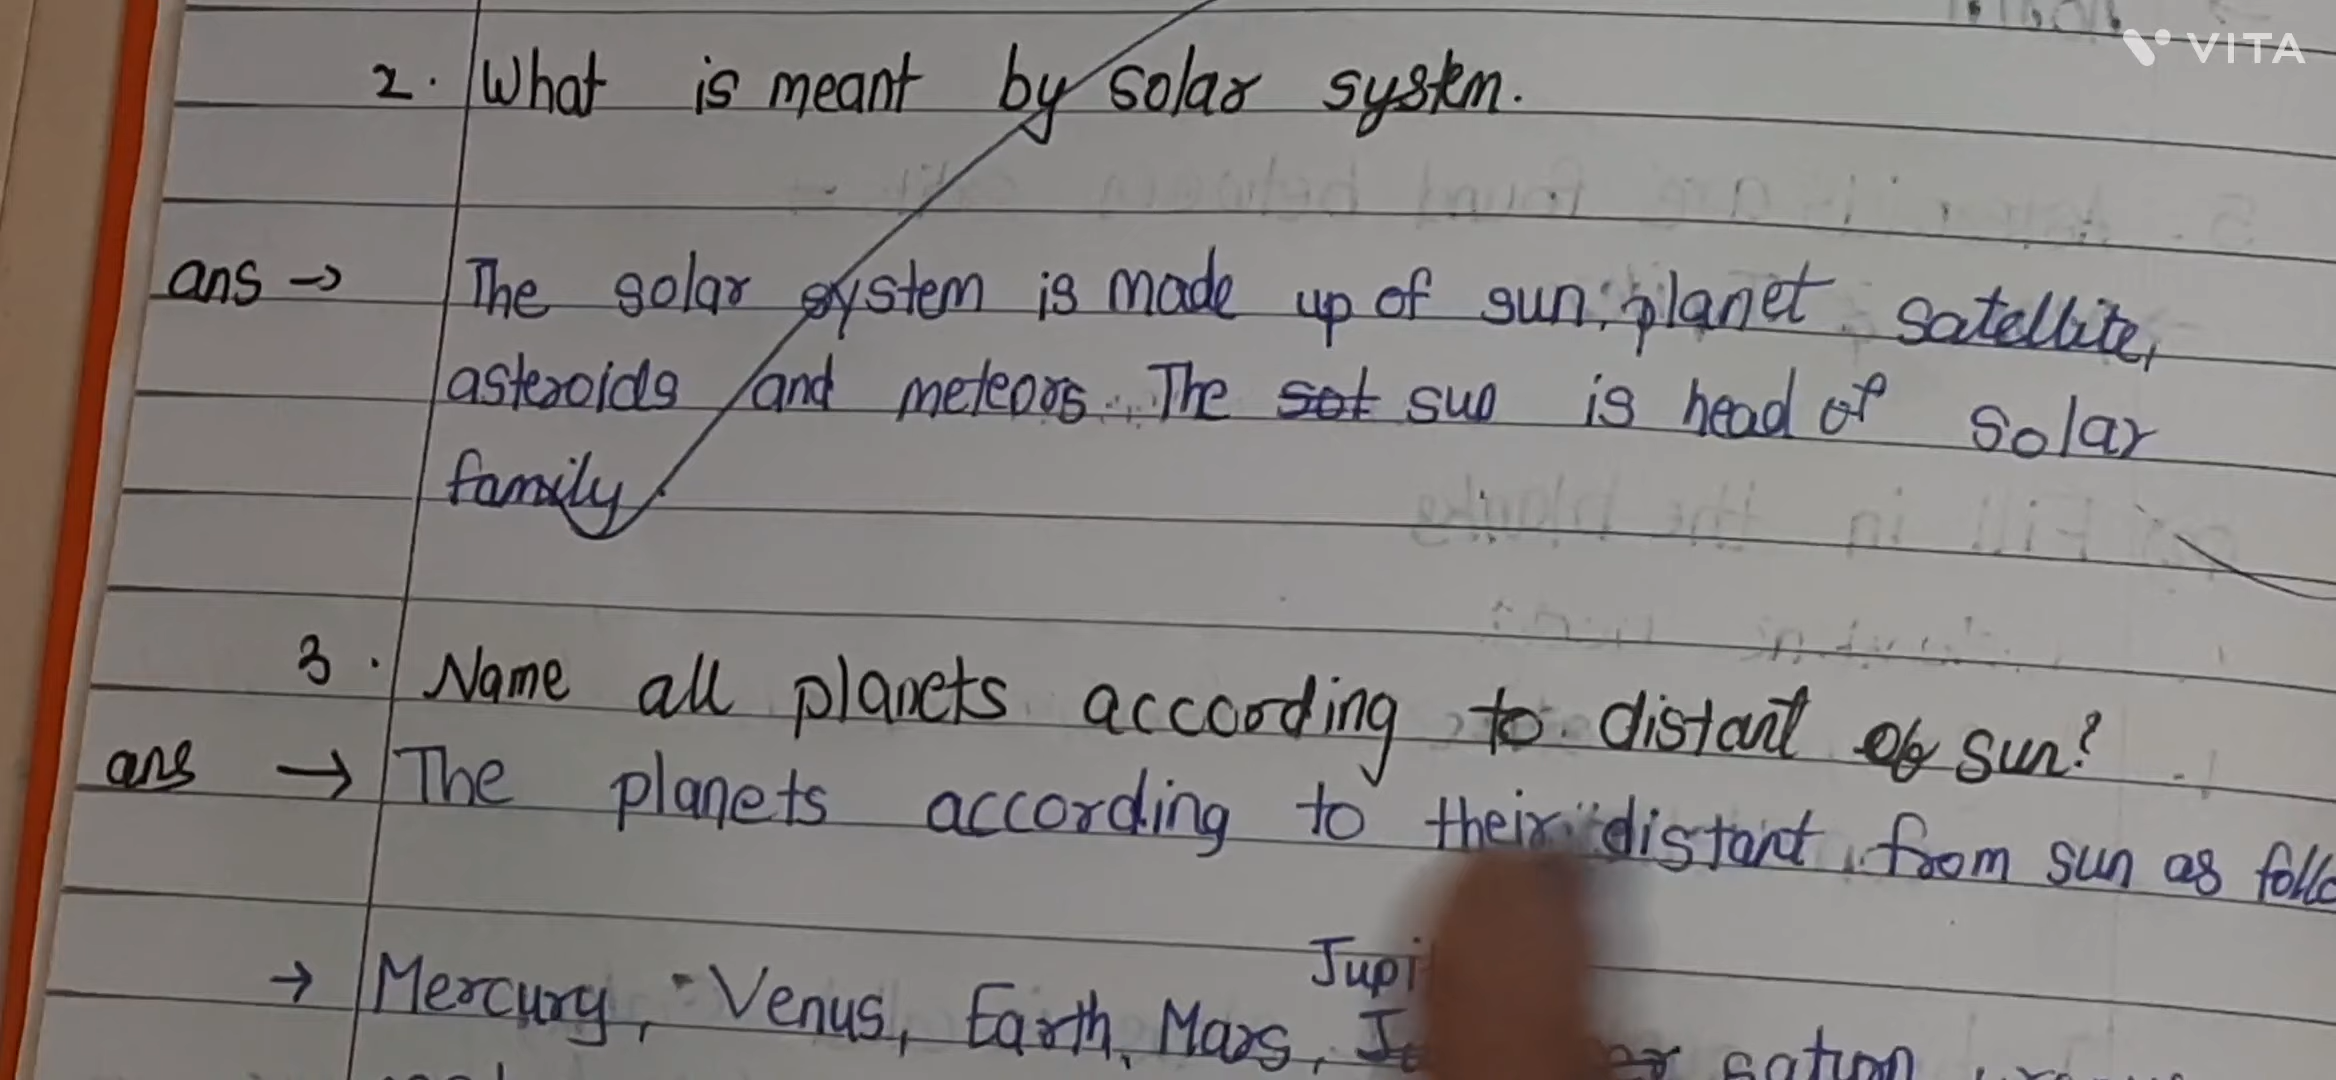 VITA
2. What is meant by solar system.
ans → The solar system is made up of sun, planet satellite,
asteroids and meteors. The sot sun is head of solar
family
3. Name all planets according to distant of sun?
ans → The planets according to their distant from sun as
Jupi
→ Mercury, Venus, Earth, Mars,